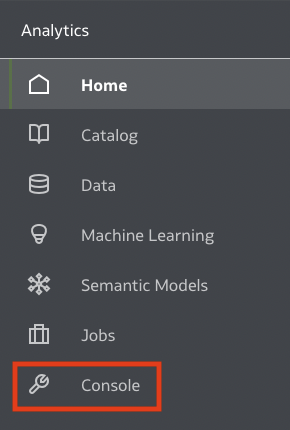 Analytics
Home
Catalog
Data
Machine Learning
Semantic Models
Jobs
Console